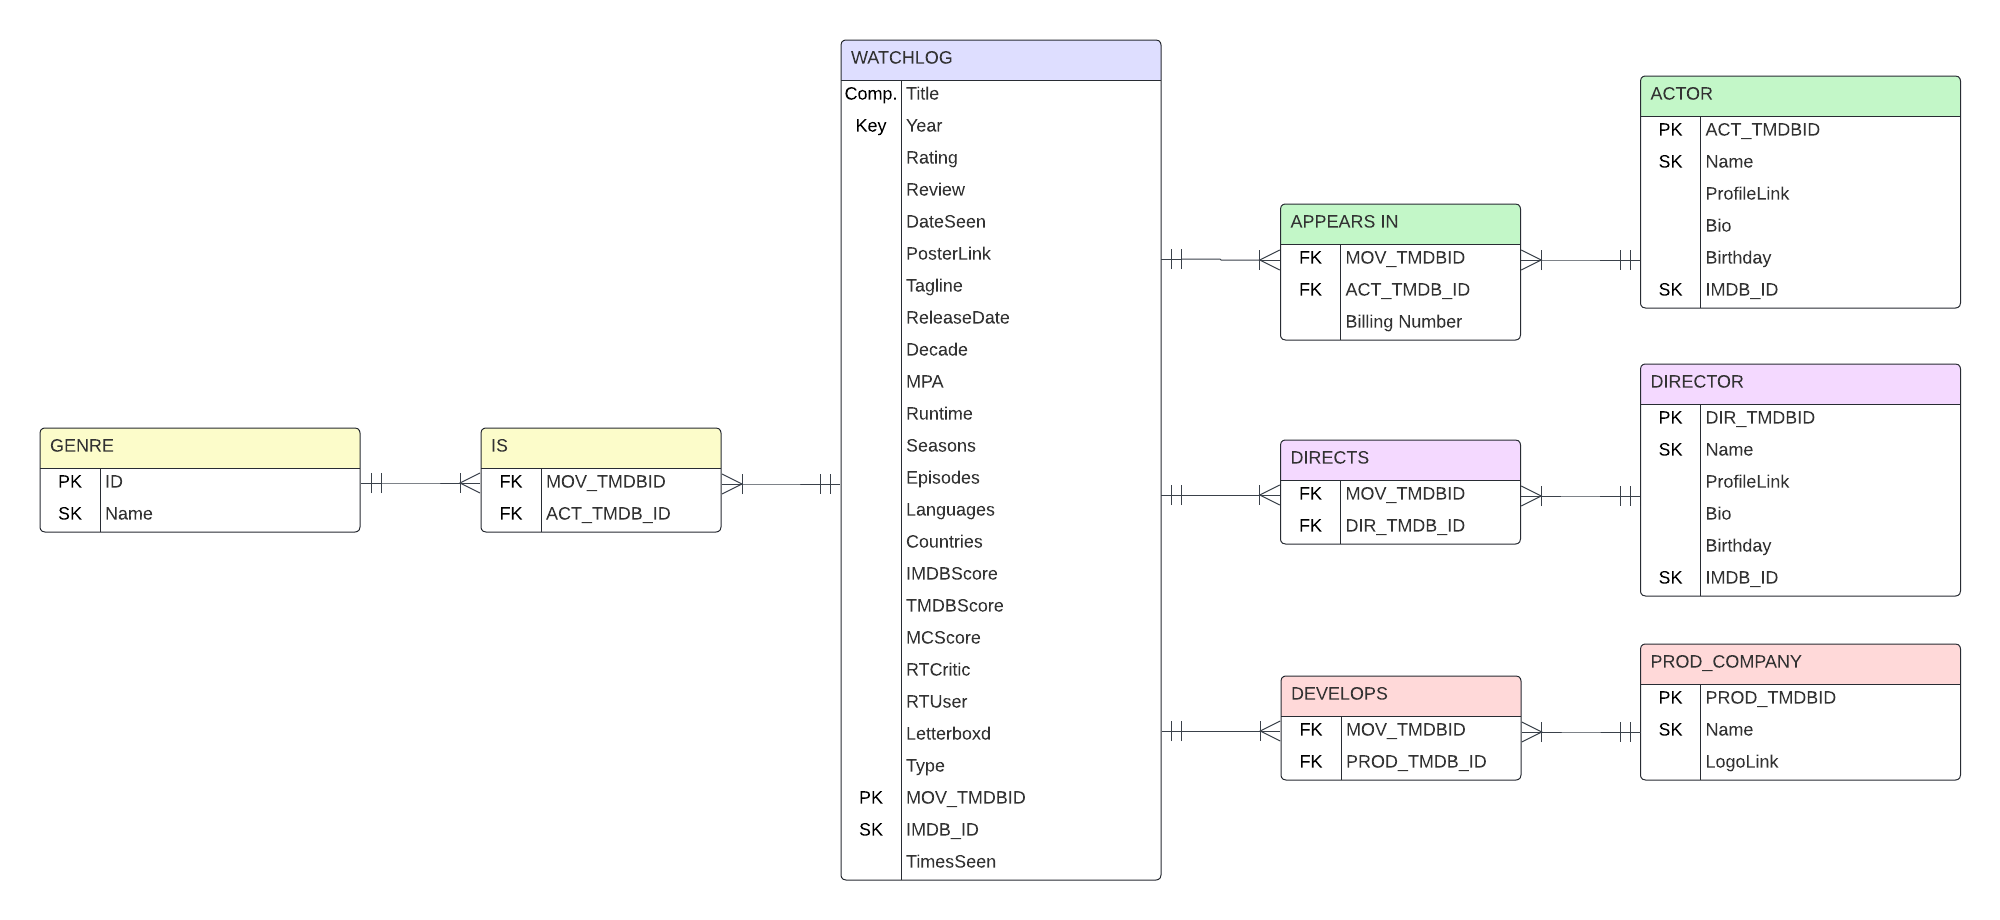 WATCHLOG
Comp. Title
Key Year
Rating
Review
DateSeen
PosterLink
Tagline
ReleaseDate
Decade
MPA
Runtime
Seasons
Episodes
Languages
Countries
IMDBScore
TMDBScore
MCScore
RTCritic
RTUser
Letterboxd
Type
PK MOV_TMDBID
SK IMDB_ID
TimesSeen
GENRE
PK ID
SK Name
IS
FK MOV_TMDBID
FK ACT_TMDB_ID
APPEARS IN
FK MOV_TMDBID
FK ACT_TMDB_ID
Billing Number
ACTOR
PK ACT_TMDBID
SK Name
ProfileLink
Bio
Birthday
SK IMDB_ID
DIRECTS
FK MOV_TMDBID
FK DIR_TMDB_ID
DIRECTOR
PK DIR_TMDBID
SK Name
ProfileLink
Bio
Birthday
SK IMDB_ID
DEVELOPS
FK MOV_TMDBID
FK PROD_TMDB_ID
PROD_COMPANY
PK PROD_TMDBID
SK Name
LogoLink